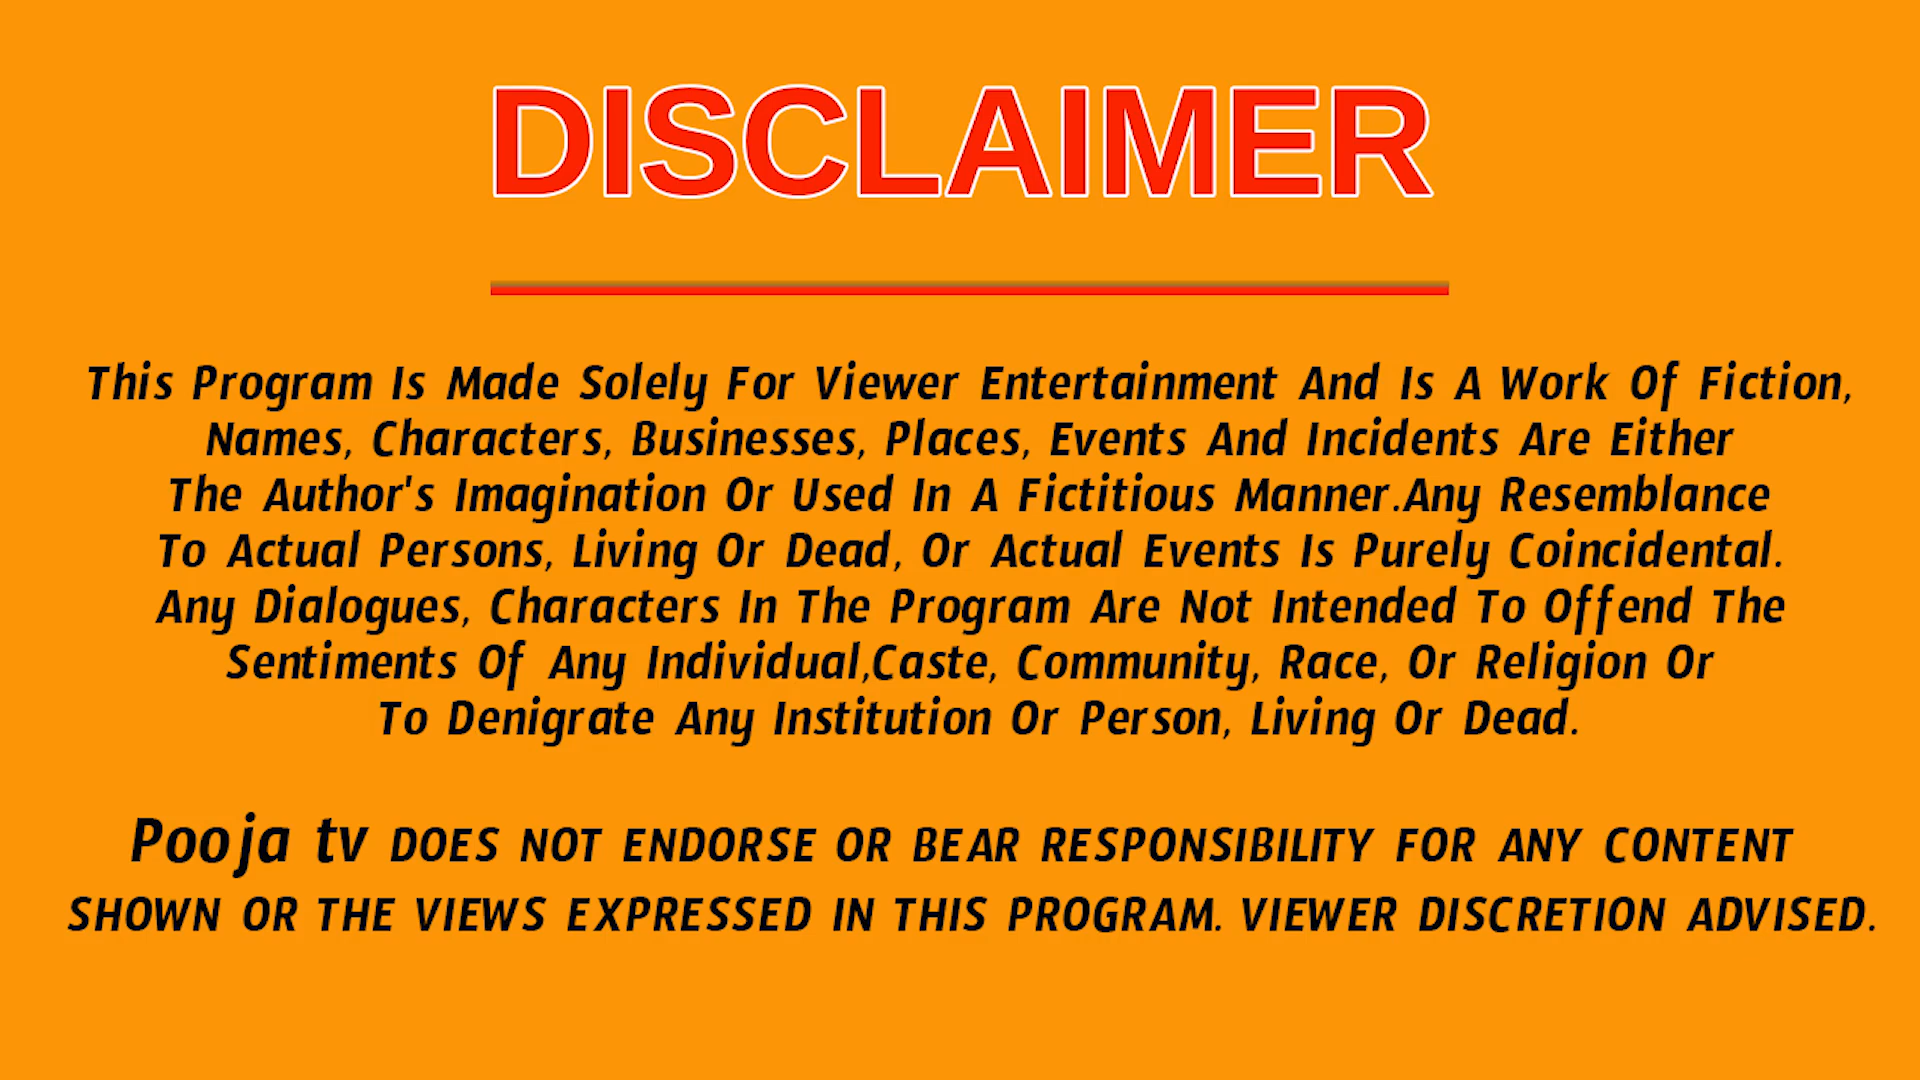 DISCLAIMER
This Program Is Made Solely For Viewer Entertainment And Is A Work Of Fiction,
Names, Characters, Businesses, Places, Events And Incidents Are Either
The Author's Imagination Or Used In A Fictitious Manner.Any Resemblance
To Actual Persons, Living Or Dead, Or Actual Events Is Purely Coincidental.
Any Dialogues, Characters In The Program Are Not Intended To Offend The
Sentiments Of Any Individual,Caste, Community, Race, Or Religion Or
To Denigrate Any Institution Or Person, Living Or Dead.
Pooja tv DOES NOT ENDORSE OR BEAR RESPONSIBILITY FOR ANY CONTENT
SHOWN OR THE VIEWS EXPRESSED IN THIS PROGRAM. VIEWER DISCRETION ADVISED.